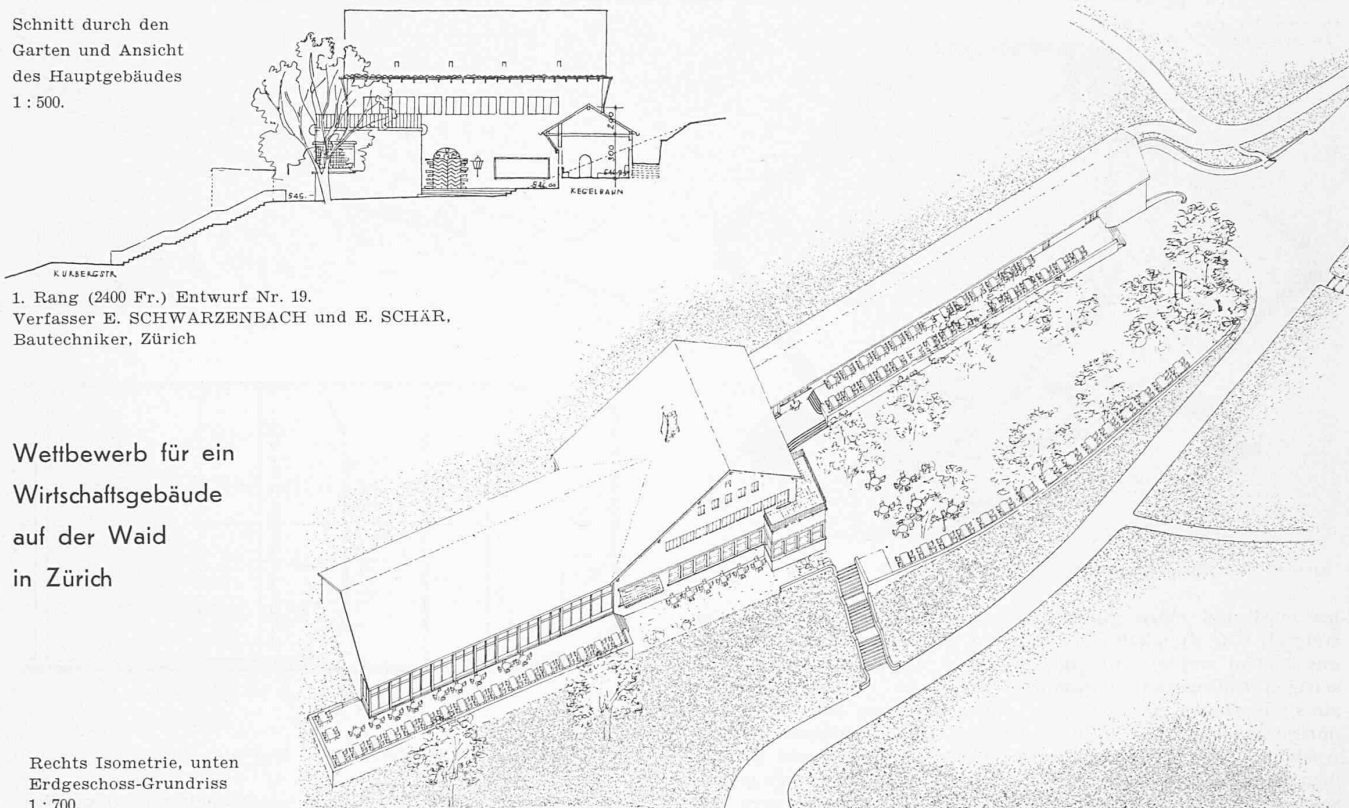 Schnitt durch den
Garten und Ansicht
des Hauptgebäudes
1 : 500.
545.-
KEGELBAHN
KURBERGSTR.
1. Rang (2400 Fr.) Entwurf Nr. 19.
Verfasser E. SCHWARZENBACH und E. SCHÄR,
Bautechniker, Zürich
Wettbewerb für ein
Wirtschaftsgebäude
auf der Waid
in Zürich
Rechts Isometrie, unten
Erdgeschoss-Grundriss
1 : 700.